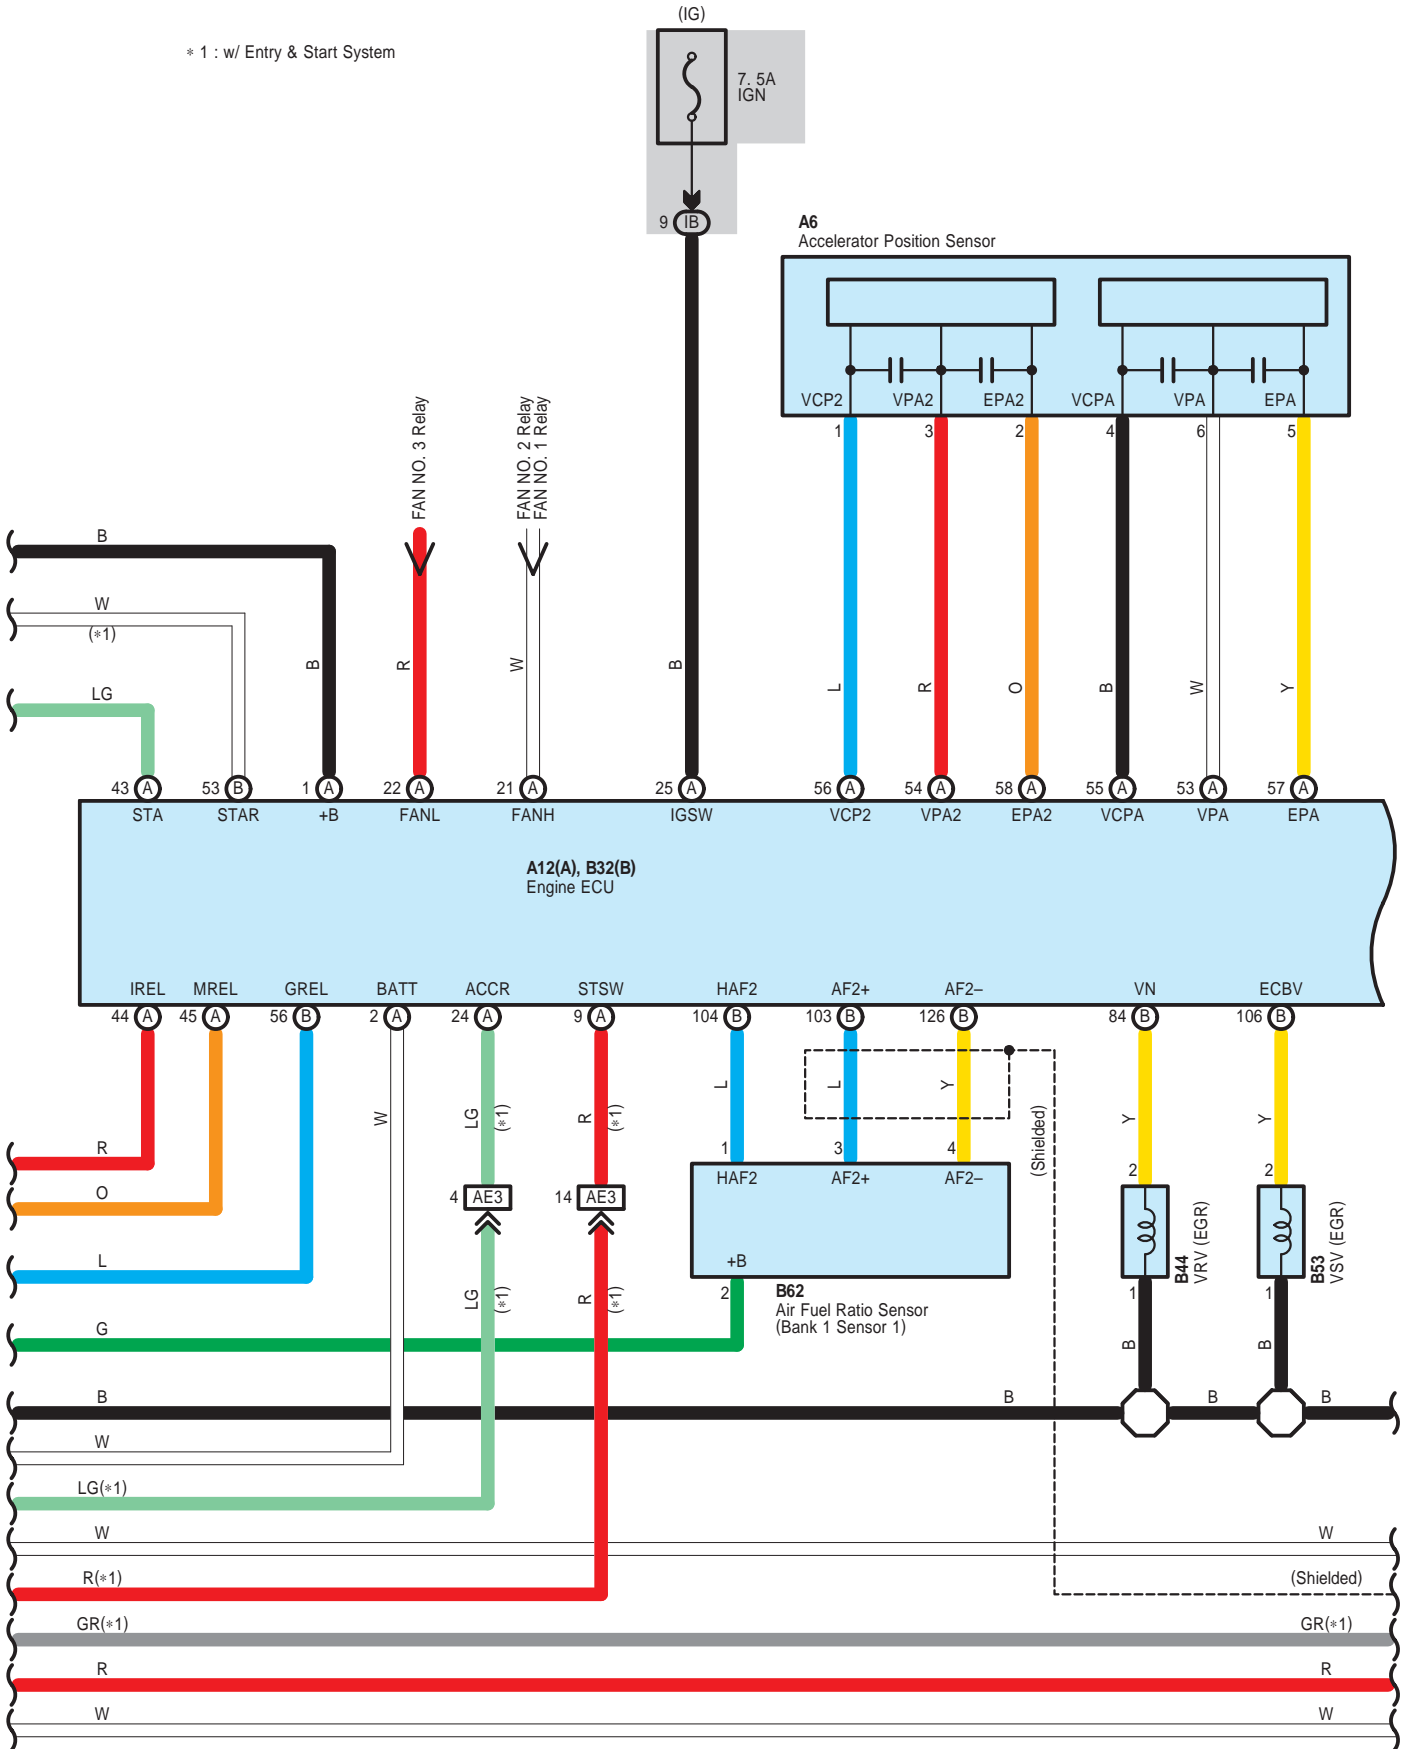 (IG)
* 1 : w/ Entry & Start System
7. 5A
IGN
9 IB
A6
Accelerator Position Sensor
VCP2 VPA2 EPA2 VCPA VPA EPA
1 3 2 4 6 5
FAN NO. 3 Relay
FAN NO. 2 Relay
FAN NO. 1 Relay
B
W
(*1)
LG
B R W B L R O B W Y
43 A 53 B 1 A 22 A 21 A 25 A 56 A 54 A 58 A 55 A 53 A 57 A
STA STAR +B FANL FANH IGSW VCP2 VPA2 EPA2 VCPA VPA EPA
A12(A), B32(B)
Engine ECU
IREL MREL GREL BATT ACCR STSW HAF2 AF2+ AF2– VN ECBV
44 A 45 A 56 B 2 A 24 A 9 A 104 B 103 B 126 B 84 B 106 B
W LG (*1) R (*1) L L Y Y Y
(Shielded)
R
1 3 4
HAF2 AF2+ AF2–
2 2
O
4 AE3 14 AE3
VRV (EGR)
B44
VSV (EGR)
B53
L
+B
LG (*1) R (*1)
2
B62
Air Fuel Ratio Sensor
(Bank 1 Sensor 1)
1 1
G
B B
B B B B
W
LG(*1)
W W
R(*1) (Shielded)
GR(*1) GR(*1)
R R
W W